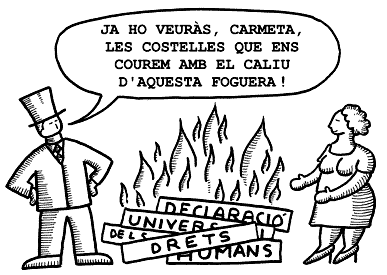 JA HO VEURÀS, CARMETA,
LES COSTELLES QUE ENS
COUREM AMB EL CALIU
D'AQUESTA FOGUERA!
DECLARACIÓ
UNIVERS
DELS
DRETS
HUMANS